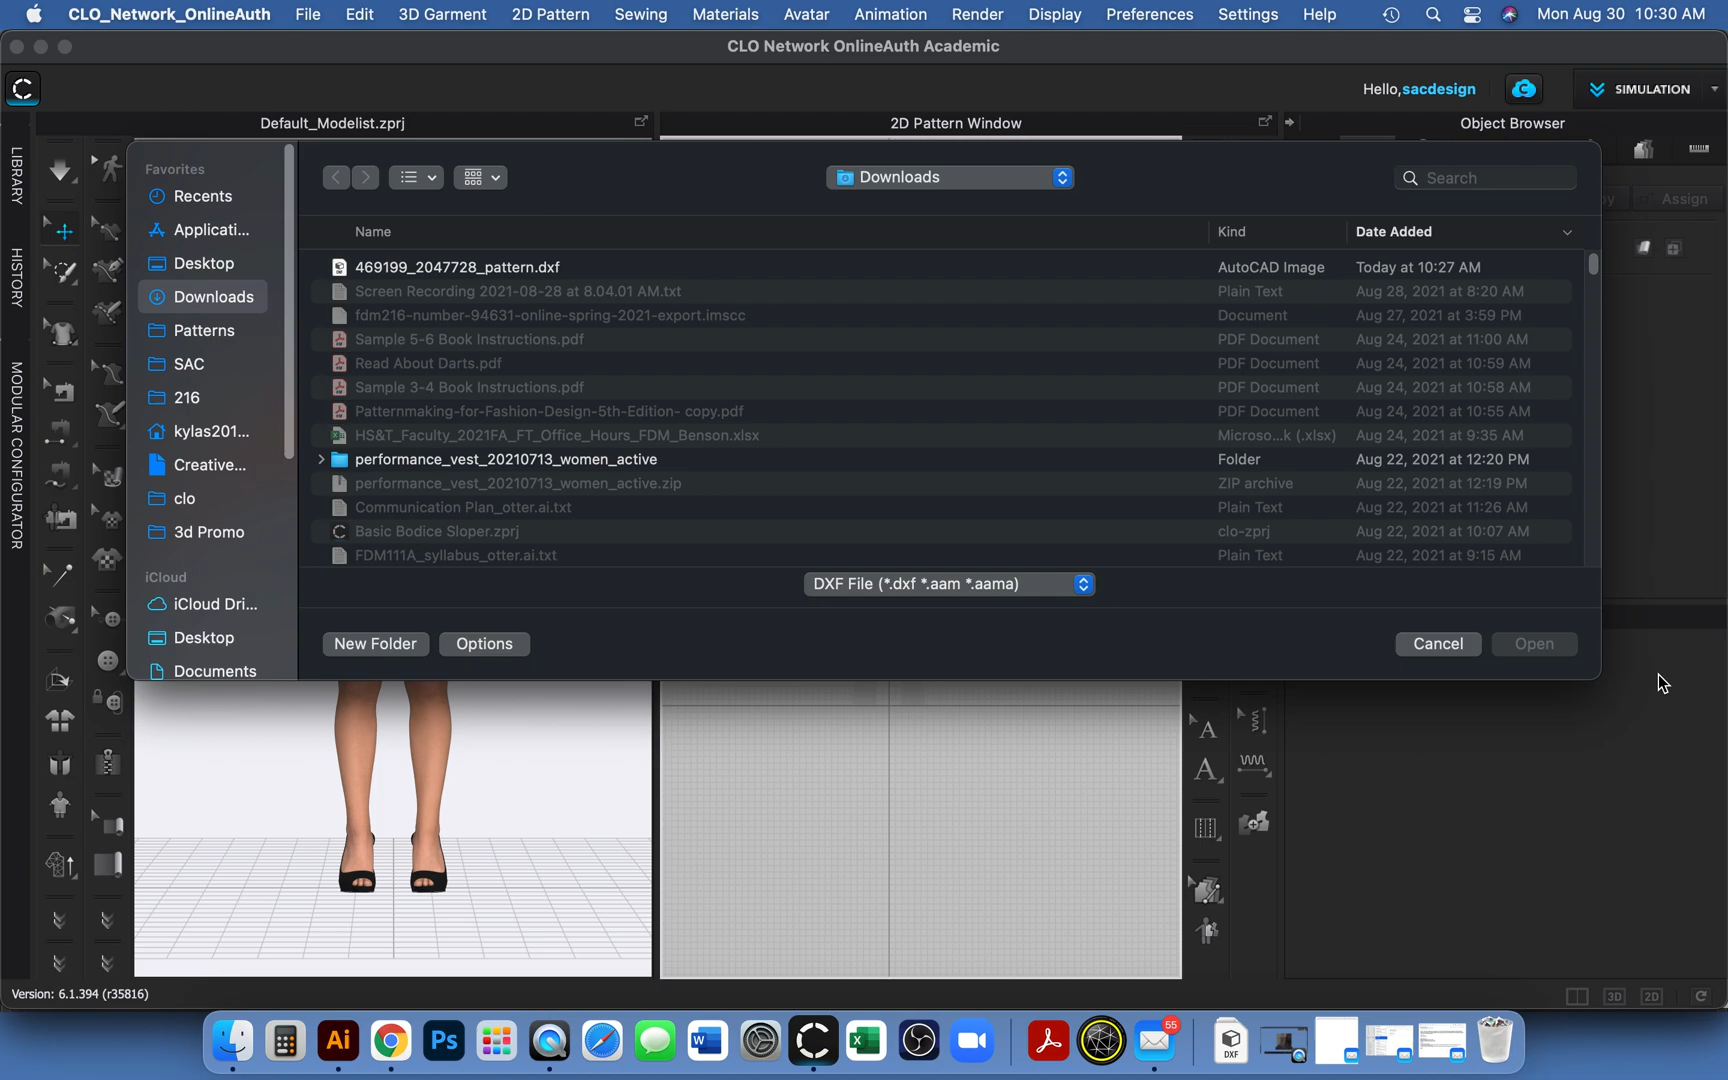 CLO_Network_OnlineAuth File Edit 3D Garment 2D Pattern Sewing Materials Avatar Animation Render Display Preferences Settings Help Mon Aug 30 10:30 AM
CLO Network OnlineAuth Academic
Hello,sacdesign SIMULATION
Default_Modelist.zprj 2D Pattern Window Object Browser
LIBRARY
HISTORY
MODULAR CONFIGURATOR
Favorites
Recents
Applicati...
Desktop
Downloads
Patterns
SAC
216
kylas201...
Creative...
clo
3d Promo
iCloud
iCloud Dri...
Desktop
Documents
Downloads Search
Assign
Name Kind Date Added
469199_2047728_pattern.dxf AutoCAD Image Today at 10:27 AM
Screen Recording 2021-08-28 at 8.04.01 AM.txt Plain Text Aug 28, 2021 at 8:20 AM
fdm216-number-94631-online-spring-2021-export.imscc Document Aug 27, 2021 at 3:59 PM
Sample 5-6 Book Instructions.pdf PDF Document Aug 24, 2021 at 11:00 AM
Read About Darts.pdf PDF Document Aug 24, 2021 at 10:59 AM
Sample 3-4 Book Instructions.pdf PDF Document Aug 24, 2021 at 10:58 AM
Patternmaking-for-Fashion-Design-5th-Edition- copy.pdf PDF Document Aug 24, 2021 at 10:55 AM
HS&T_Faculty_2021FA_FT_Office_Hours_FDM_Benson.xlsx Microso...k (.xlsx) Aug 24, 2021 at 9:35 AM
performance_vest_20210713_women_active Folder Aug 22, 2021 at 12:20 PM
performance_vest_20210713_women_active.zip ZIP archive Aug 22, 2021 at 12:19 PM
Communication Plan_otter.ai.txt Plain Text Aug 22, 2021 at 11:26 AM
Basic Bodice Sloper.zprj clo-zprj Aug 22, 2021 at 10:07 AM
FDM111A_syllabus_otter.ai.txt Plain Text Aug 22, 2021 at 9:15 AM
DXF File (*.dxf *.aam *.aama)
New Folder Options Cancel Open
A
A
Version: 6.1.394 (r35816) 3D 2D
Ai Ps W X 55 DXF